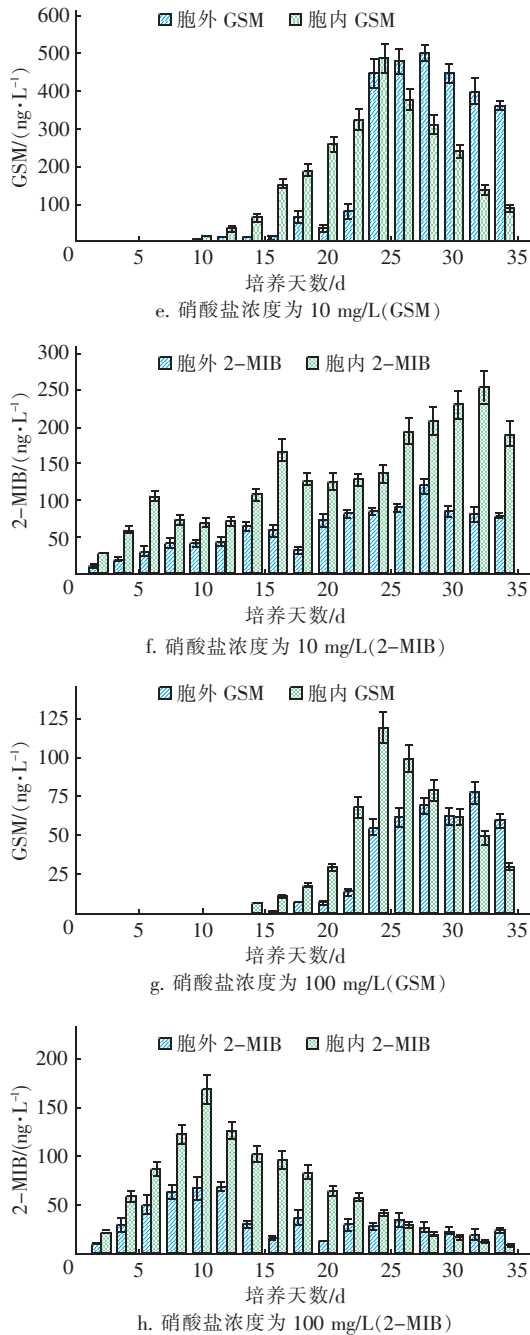 600
胞外 GSM 胞内 GSM
500
400
300
200
100
0
GSM/(ng·L⁻¹)
5 10 15 20 25 30 35
培养天数/d
e. 硝酸盐浓度为 10 mg/L(GSM)
300
胞外 2-MIB 胞内 2-MIB
250
200
150
100
50
0
2-MIB/(ng·L⁻¹)
5 10 15 20 25 30 35
培养天数/d
f. 硝酸盐浓度为 10 mg/L(2-MIB)
胞外 GSM 胞内 GSM
125
100
75
50
25
0
GSM/(ng·L⁻¹)
5 10 15 20 25 30 35
培养天数/d
g. 硝酸盐浓度为 100 mg/L(GSM)
胞外 2-MIB 胞内 2-MIB
200
150
100
50
0
2-MIB/(ng·L⁻¹)
5 10 15 20 25 30 35
培养天数/d
h. 硝酸盐浓度为 100 mg/L(2-MIB)